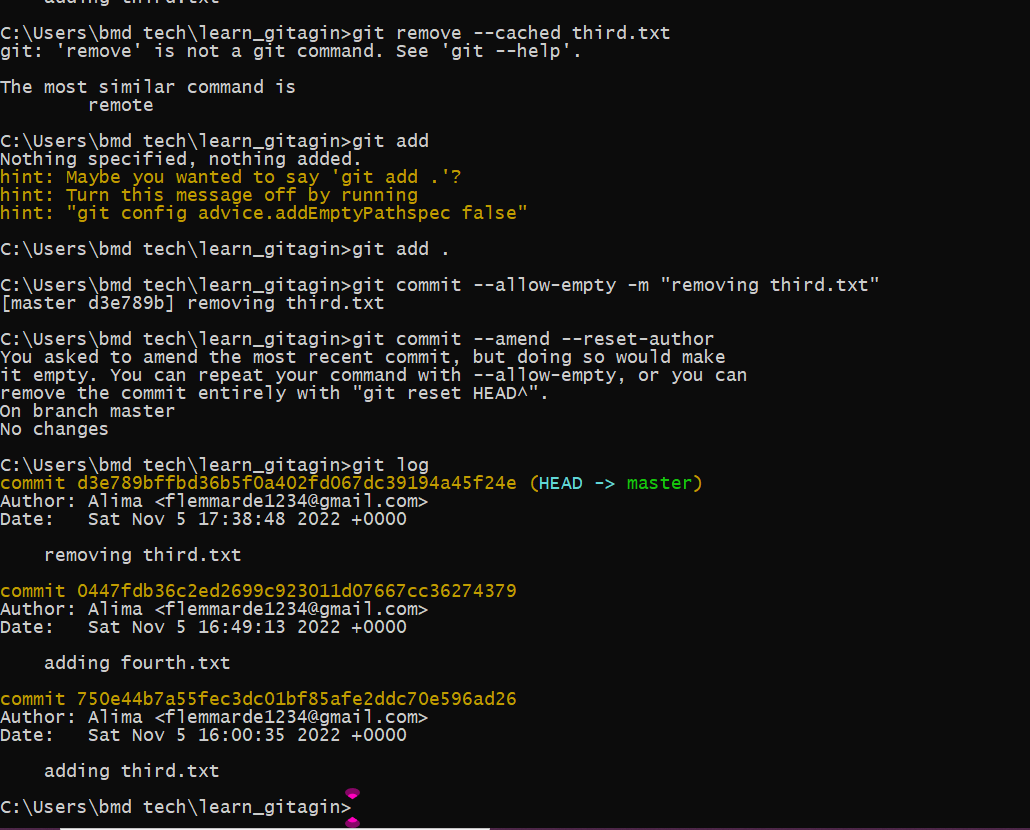 adding third.txt
C:\Users\bmd tech\learn_gitagin>git remove --cached third.txt
git: 'remove' is not a git command. See 'git --help'.
The most similar command is
remote
C:\Users\bmd tech\learn_gitagin>git add
Nothing specified, nothing added.
hint: Maybe you wanted to say 'git add .'?
hint: Turn this message off by running
hint: "git config advice.addEmptyPathspec false"
C:\Users\bmd tech\learn_gitagin>git add .
C:\Users\bmd tech\learn_gitagin>git commit --allow-empty -m "removing third.txt"
[master d3e789b] removing third.txt
C:\Users\bmd tech\learn_gitagin>git commit --amend --reset-author
You asked to amend the most recent commit, but doing so would make
it empty. You can repeat your command with --allow-empty, or you can
remove the commit entirely with "git reset HEAD^".
On branch master
No changes
C:\Users\bmd tech\learn_gitagin>git log
commit d3e789bffbd36b5f0a402fd067dc39194a45f24e (HEAD -> master)
Author: Alima <flemmarde1234@gmail.com>
Date:   Sat Nov 5 17:38:48 2022 +0000
removing third.txt
commit 0447fdb36c2ed2699c923011d07667cc36274379
Author: Alima <flemmarde1234@gmail.com>
Date:   Sat Nov 5 16:49:13 2022 +0000
adding fourth.txt
commit 750e44b7a55fec3dc01bf85afe2ddc70e596ad26
Author: Alima <flemmarde1234@gmail.com>
Date:   Sat Nov 5 16:00:35 2022 +0000
adding third.txt
C:\Users\bmd tech\learn_gitagin>